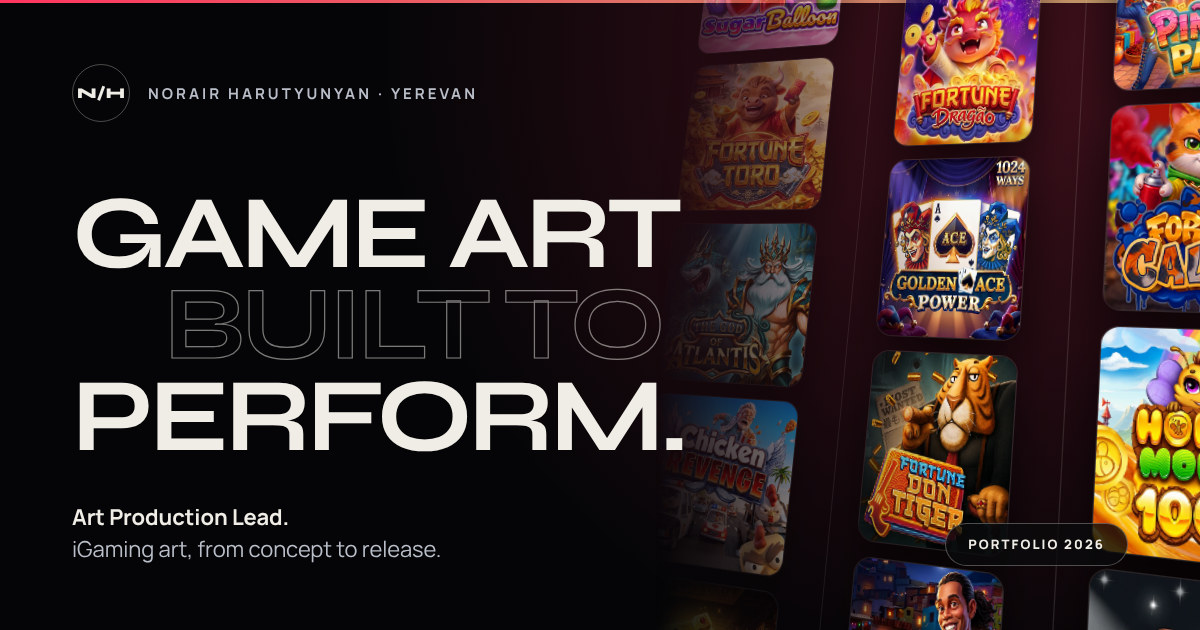 N/H
NORAIR HARUTYUNYAN · YEREVAN
GAME ART
BUILT TO
PERFORM.
Art Production Lead.
iGaming art, from concept to release.
Sugar Balloon
FORTUNE
TORO
OF
ATLANTIS
Chicken
REVENGE
FORTUNE
Dragão
1024
WAYS
A
ACE
GOLDEN ACE
POWER
FORTUNE
DON
TIGER
PORTFOLIO 2026